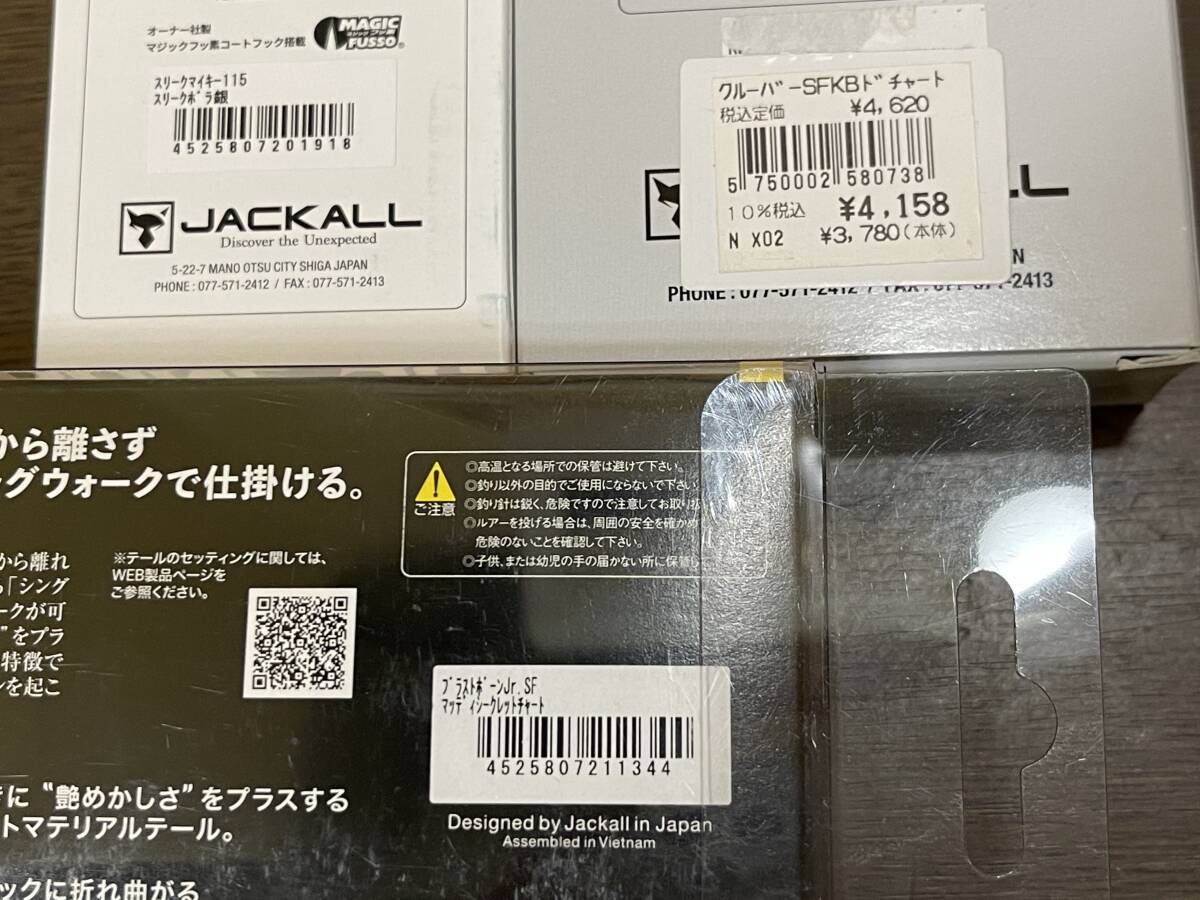 オーナー社製
マジックフッ素コートフック搭載
MAGIC
マジックフッ素
FUSSO®
スリークマイキー115
スリークボラ銀
4525807201918
JACKALL
Discover the Unexpected
5-22-7 MANO OTSU CITY SHIGA JAPAN
PHONE : 077-571-2412 / FAX : 077-571-2413
クルーバーSFKBドチャート
税込定価 ¥4,620
5 750002 580738
10%税込 ¥4,158
N X02 ¥3,780(本体)
PHONE : 077-571-2412 / FAX : 077-571-2413
から離さず
グウォークで仕掛ける。
ご注意
◎高温となる場所での保管は避けて下さい。
◎釣り以外の目的でご使用にならないで下さい
◎釣り針は鋭く、危険ですので注意してお取り扱
◎ルアーを投げる場合は、周囲の安全を確かめ
危険のないことを確認して下さい。
◎子供、または幼児の手の届かない所に保管し
から離れ
「シング
ークが可
”をプラ
特徴で
ンを起こ
※テールのセッティングに関しては、
WEB製品ページを
ご参照ください。
ブラストボーンJr.SF
マッディシークレットチャート
4525807211344
に“艶めかしさ”をプラスする
トマテリアルテール。
Designed by Jackall in Japan
Assembled in Vietnam
ックに折れ曲がる